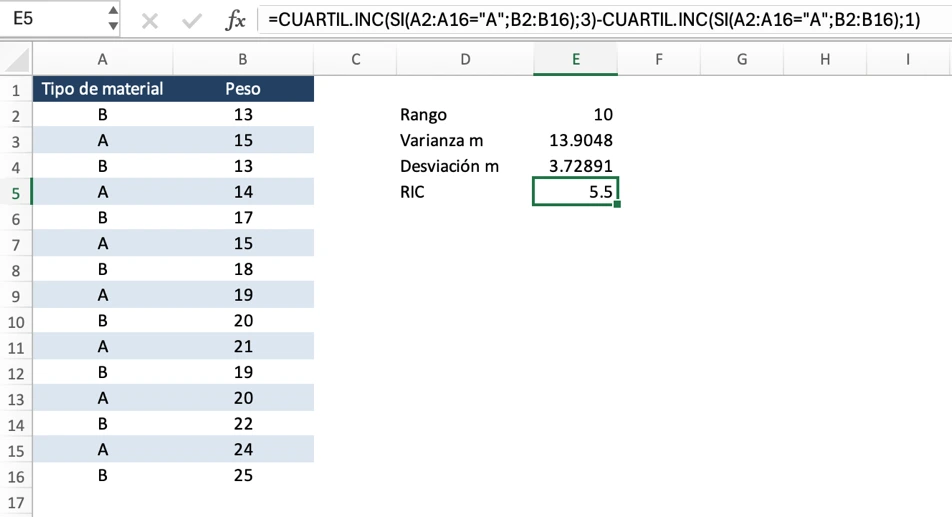 E5 fx =CUARTIL.INC(SI(A2:A16="A";B2:B16);3)-CUARTIL.INC(SI(A2:A16="A";B2:B16);1)
A B C D E F G H I
1 Tipo de material Peso
2 B 13 Rango 10
3 A 15 Varianza m 13.9048
4 B 13 Desviación m 3.72891
5 A 14 RIC 5.5
6 B 17
7 A 15
8 B 18
9 A 19
10 B 20
11 A 21
12 B 19
13 A 20
14 B 22
15 A 24
16 B 25
17